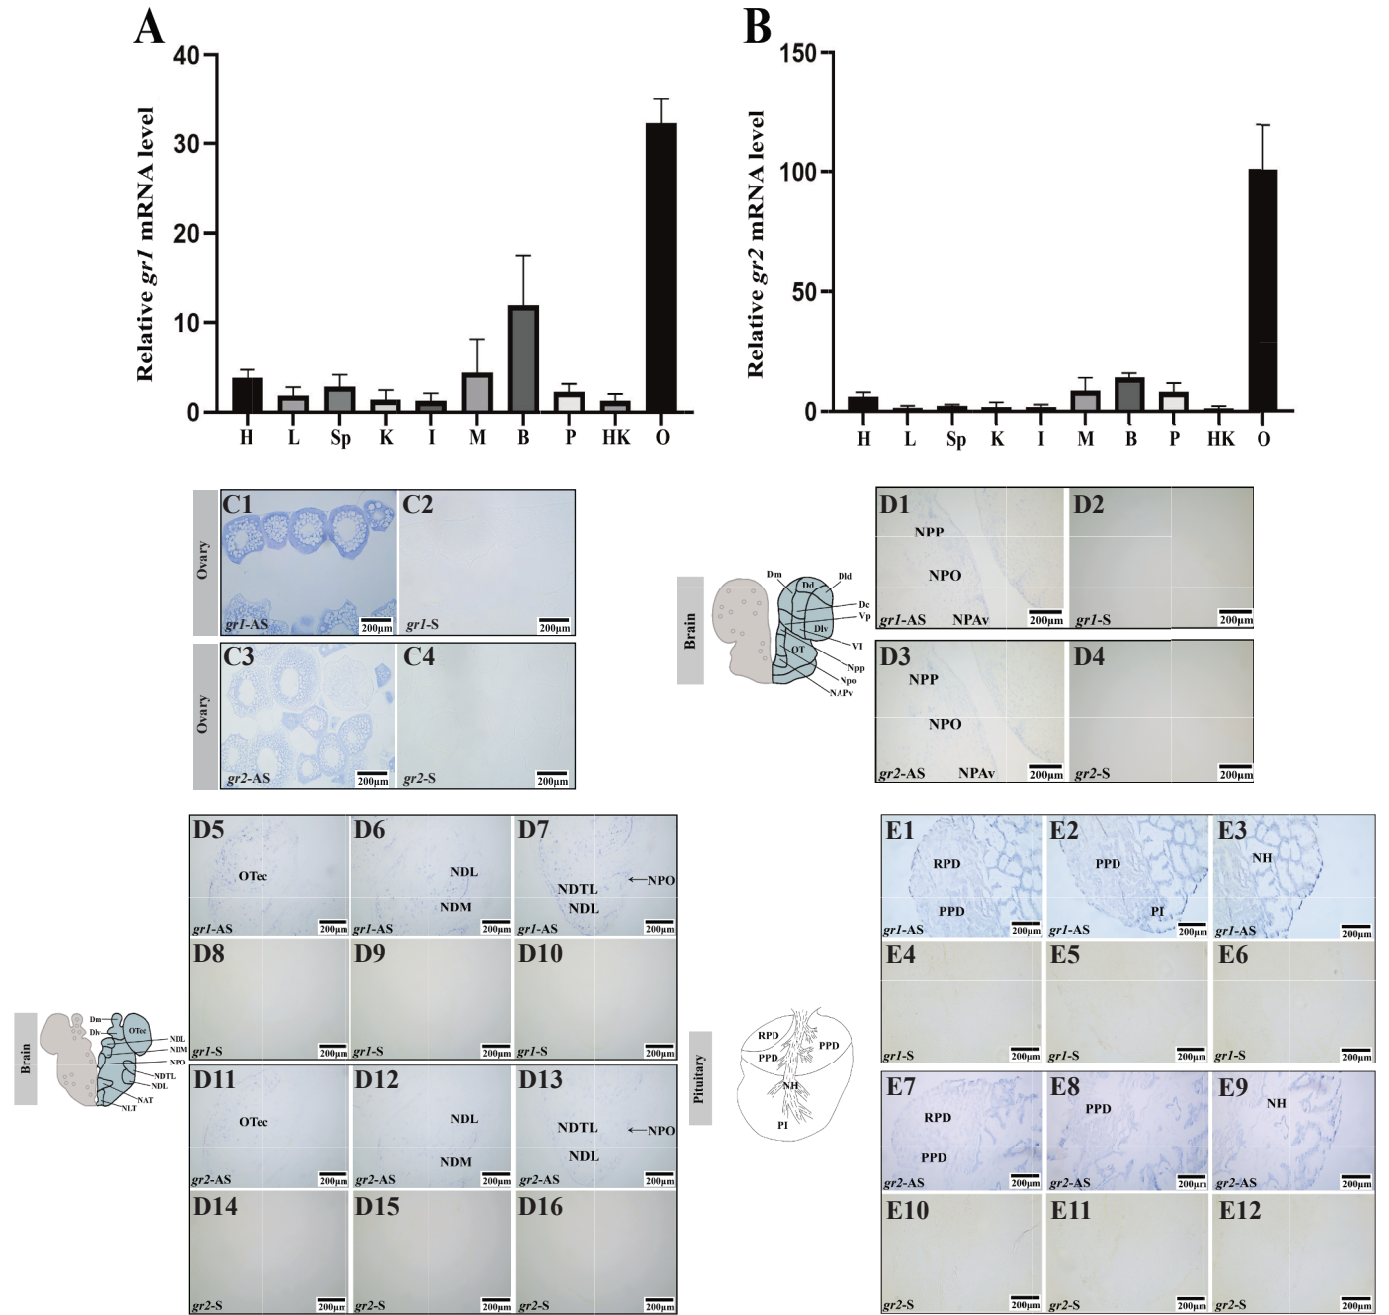 A
Relative gr1 mRNA level
40
30
20
10
0
H L Sp K I M B P HK O
B
Relative gr2 mRNA level
150
100
50
0
H L Sp K I M B P HK O
Ovary
C1
gr1-AS
200μm
C2
gr1-S
200μm
Ovary
C3
gr2-AS
200μm
C4
gr2-S
200μm
Brain
Dm
Dd
Dld
Dc
Vp
Dlv
VI
OT
Npp
Npo
NAPv
D1
NPP
NPO
gr1-AS
NPAv
200μm
D2
gr1-S
200μm
D3
NPP
NPO
gr2-AS
NPAv
200μm
D4
gr2-S
200μm
Brain
Dm
Dlv
OTec
NDL
NDM
NPO
NDTL
NDL
NAT
NLT
D5
OTec
gr1-AS
200μm
D6
NDL
NDM
gr1-AS
200μm
D7
NPO
NDTL
NDL
gr1-AS
200μm
D8
gr1-S
200μm
D9
gr1-S
200μm
D10
gr1-S
200μm
D11
OTec
gr2-AS
200μm
D12
NDL
NDM
gr2-AS
200μm
D13
NDTL
NPO
NDL
gr2-AS
200μm
D14
gr2-S
200μm
D15
gr2-S
200μm
D16
gr2-S
200μm
Pituitary
RPD
PPD
PPD
NH
PI
E1
RPD
PPD
gr1-AS
200μm
E2
PPD
PI
gr1-AS
200μm
E3
NH
gr1-AS
200μm
E4
gr1-S
200μm
E5
gr1-S
200μm
E6
gr1-S
200μm
E7
RPD
PPD
gr2-AS
200μm
E8
PPD
gr2-AS
200μm
E9
NH
gr2-AS
200μm
E10
gr2-S
200μm
E11
gr2-S
200μm
E12
gr2-S
200μm